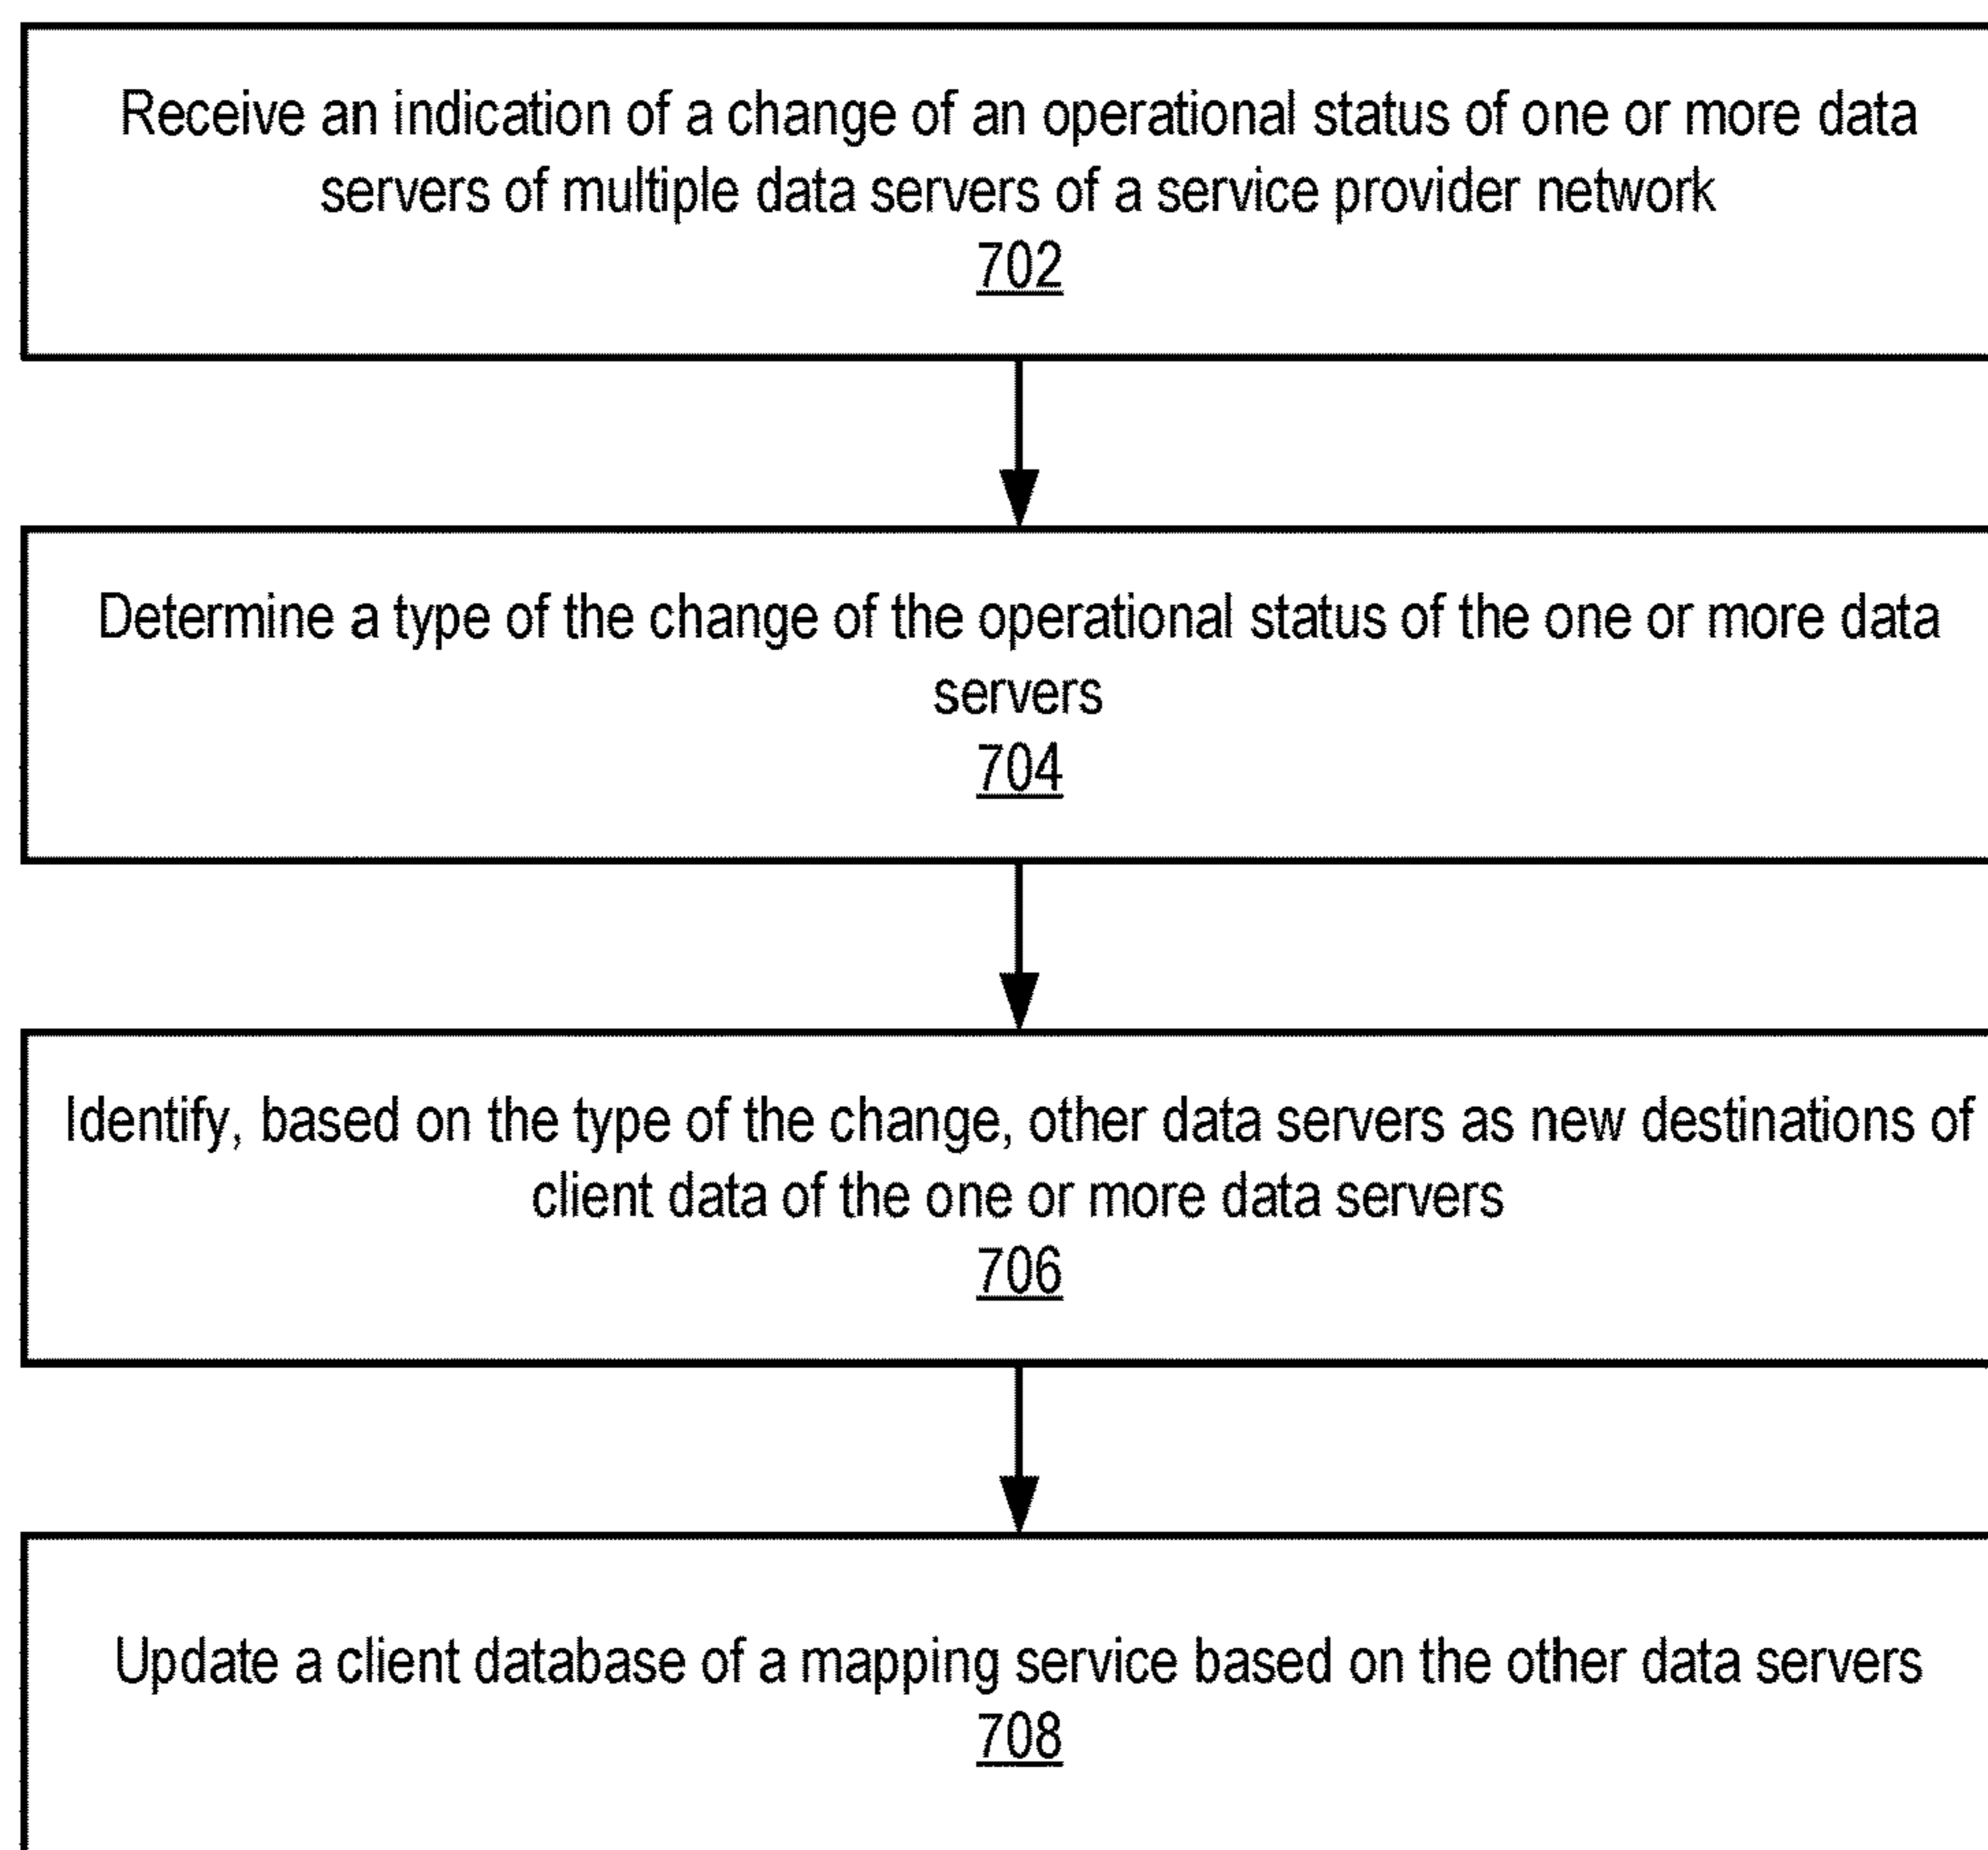 Receive an indication of a change of an operational status of one or more data
servers of multiple data servers of a service provider network
702
Determine a type of the change of the operational status of the one or more data
servers
704
Identify, based on the type of the change, other data servers as new destinations of
client data of the one or more data servers
706
Update a client database of a mapping service based on the other data servers
708